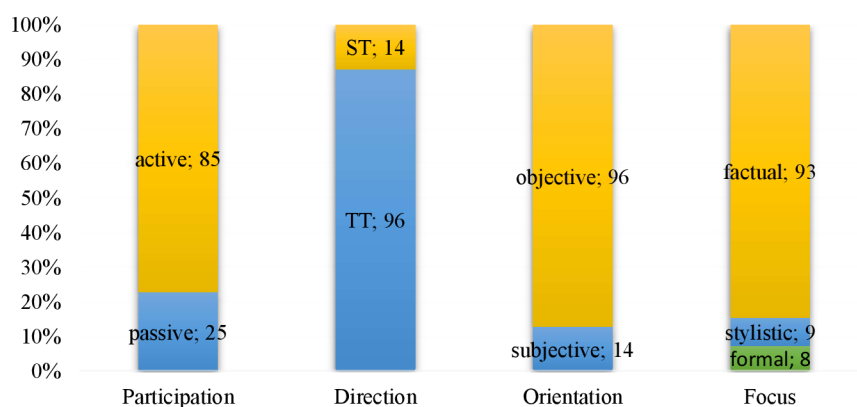 100%
90%
80%
70%
60%
50%
40%
30%
20%
10%
0%
active; 85
passive; 25
ST; 14
TT; 96
objective; 96
subjective; 14
factual; 93
stylistic; 9
formal; 8
Participation
Direction
Orientation
Focus